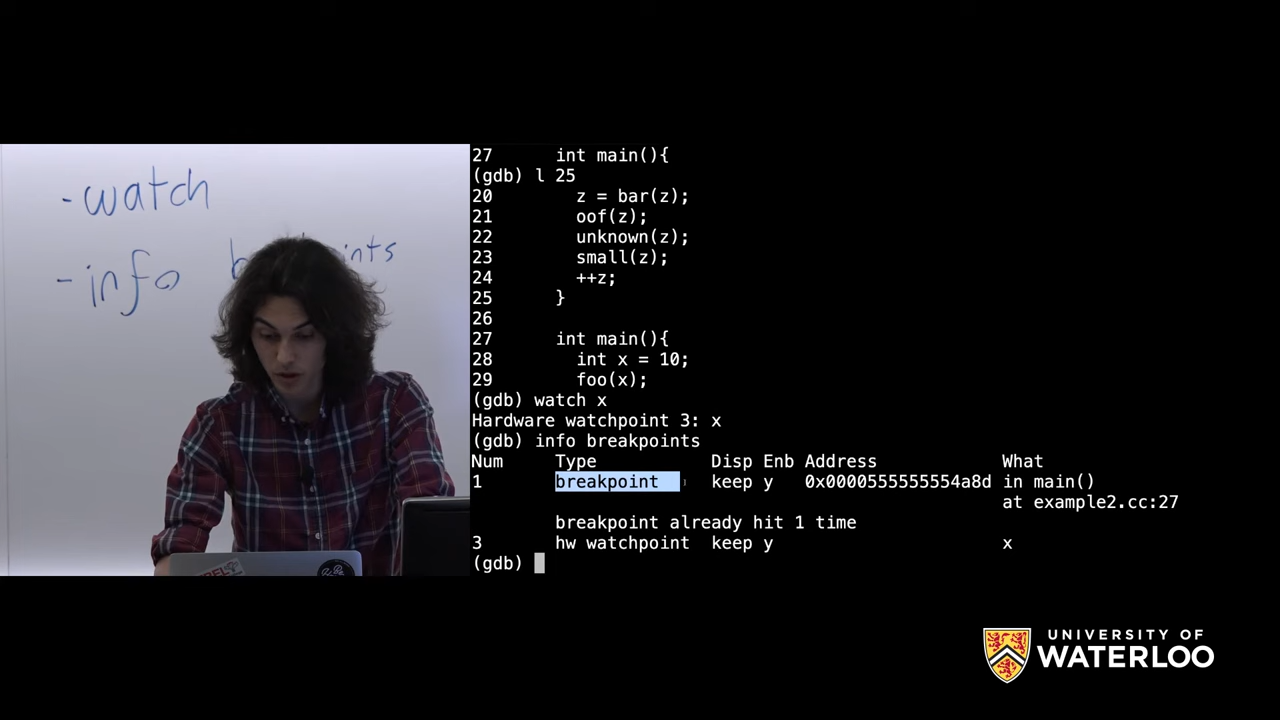 - watch
- info
27 int main(){
(gdb) l 25
20 z = bar(z);
21 oof(z);
22 unknown(z);
23 small(z);
24 ++z;
25 }
26
27 int main(){
28 int x = 10;
29 foo(x);
(gdb) watch x
Hardware watchpoint 3: x
(gdb) info breakpoints
Num Type Disp Enb Address What
1 breakpoint keep y 0x0000555555554a8d in main()
at example2.cc:27
breakpoint already hit 1 time
3 hw watchpoint keep y x
(gdb)
UNIVERSITY OF
WATERLOO